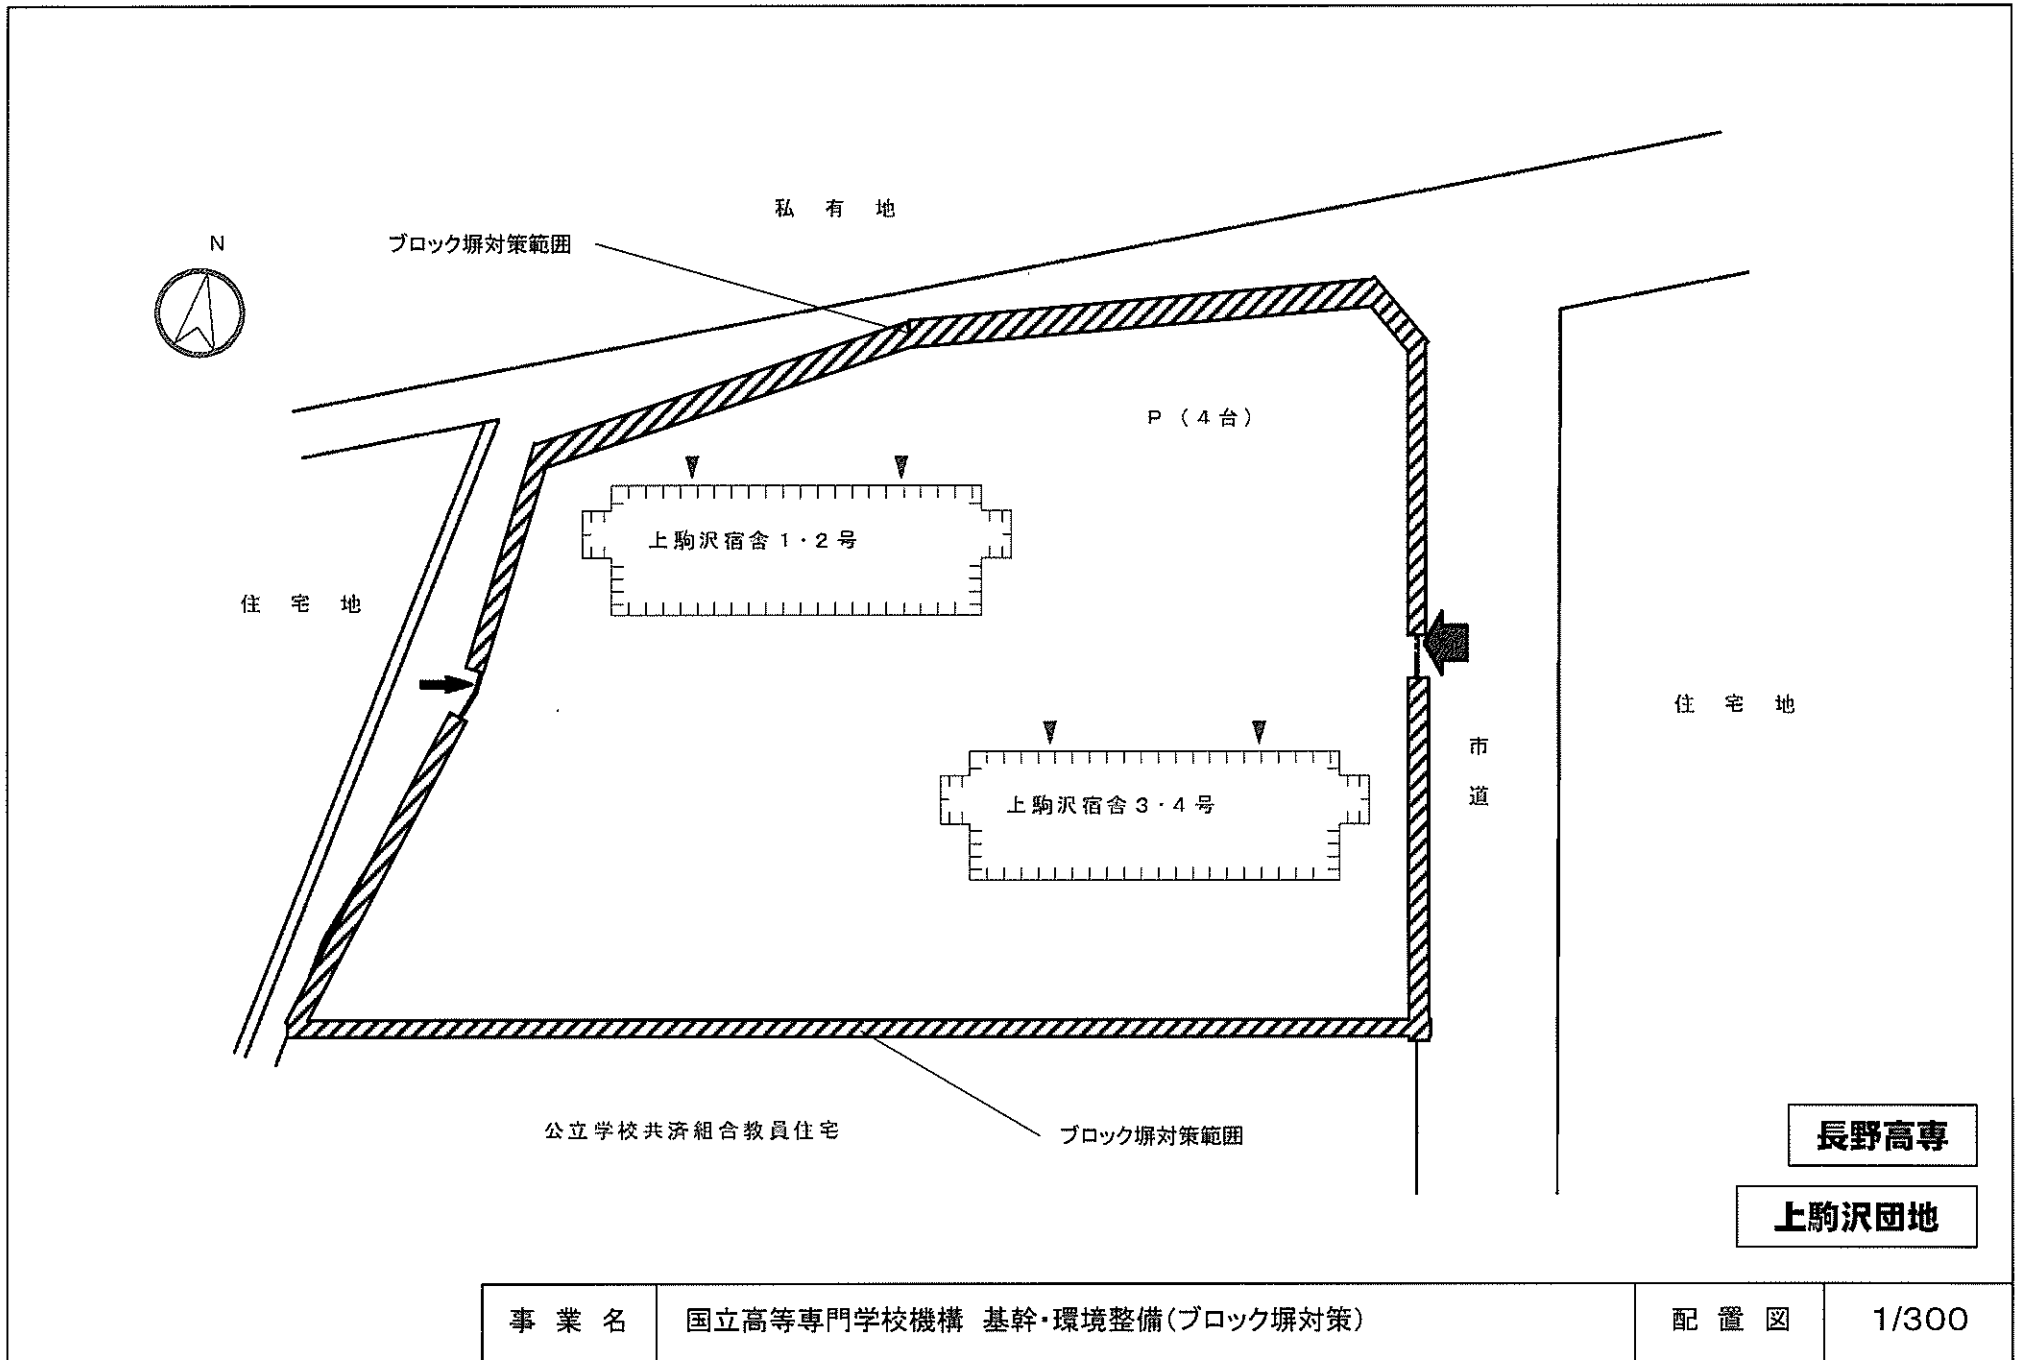 私有地
N
ブロック塀対策範囲
P（4台）
上駒沢宿舎1・2号
住宅地
住宅地
市道
上駒沢宿舎3・4号
公立学校共済組合教員住宅
ブロック塀対策範囲
長野高専
上駒沢団地
事業名 国立高等専門学校機構 基幹・環境整備(ブロック塀対策) 配置図 1/300